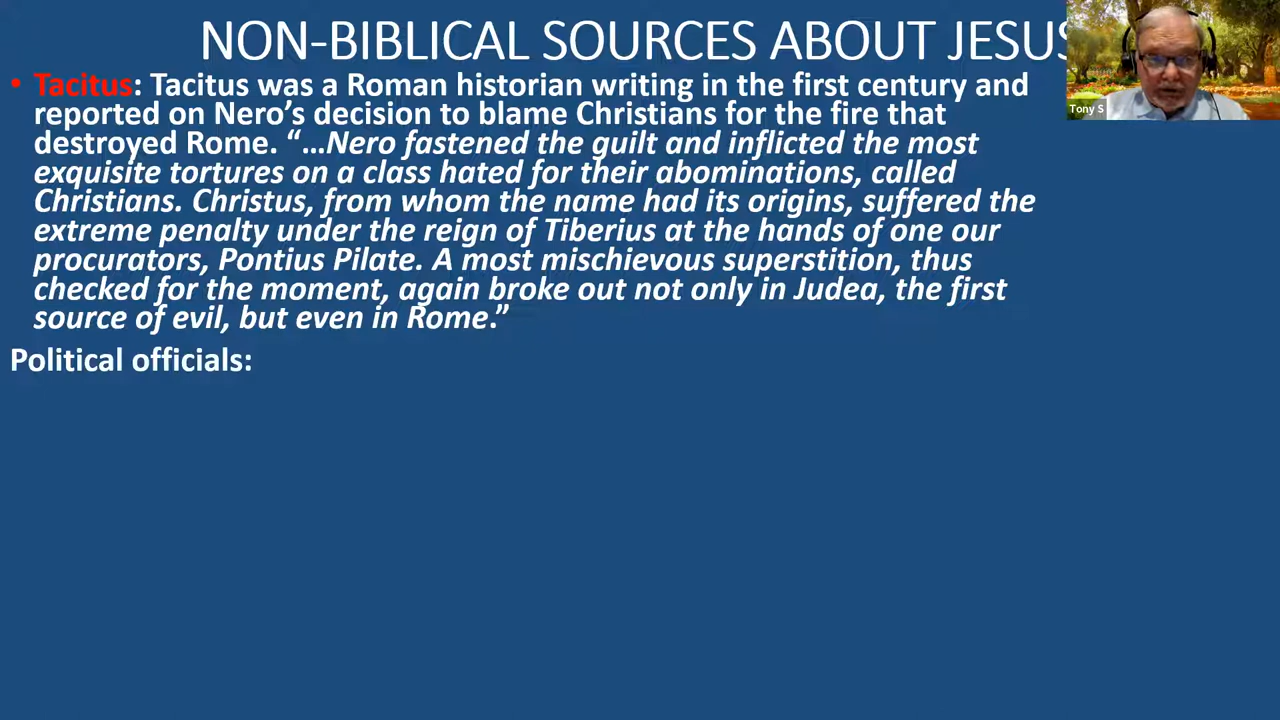 NON-BIBLICAL SOURCES ABOUT JESUS
• Tacitus: Tacitus was a Roman historian writing in the first century and
reported on Nero’s decision to blame Christians for the fire that
destroyed Rome. “…Nero fastened the guilt and inflicted the most
exquisite tortures on a class hated for their abominations, called
Christians. Christus, from whom the name had its origins, suffered the
extreme penalty under the reign of Tiberius at the hands of one our
procurators, Pontius Pilate. A most mischievous superstition, thus
checked for the moment, again broke out not only in Judea, the first
source of evil, but even in Rome.”
Political officials:
Tony S